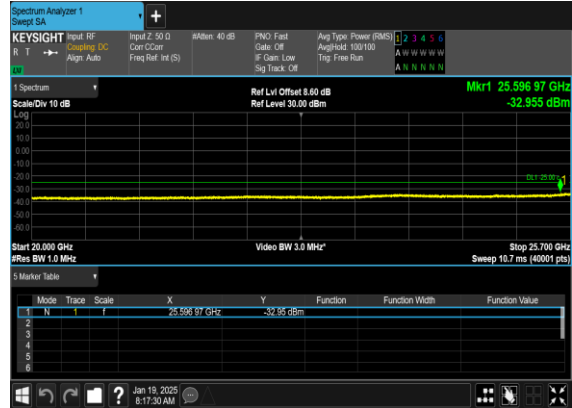 Spectrum Analyzer 1
Swept SA
+
KEYSIGHT Input: RF Input Z: 50 Ω #Atten: 40 dB PNO: Fast Avg Type: Power (RMS) 1 2 3 4 5 6
R T Coupling: DC Corr CCorr Gate: Off Avg|Hold: 100/100 A W W W W W
Align: Auto Freq Ref: Int (S) IF Gain: Low Trig: Free Run
Sig Track: Off A N N N N N
1 Spectrum Ref Lvl Offset 8.60 dB Mkr1 25.596 97 GHz
Scale/Div 10 dB Ref Level 30.00 dBm -32.955 dBm
Log
20.0
10.0
0.00
-10.0
-20.0
DL1 -25.00
1
-30.0
-40.0
-50.0
-60.0
Start 20.000 GHz Video BW 3.0 MHz* Stop 25.700 GHz
#Res BW 1.0 MHz Sweep 10.7 ms (40001 pts)
5 Marker Table
Mode Trace Scale X Y Function Function Width Function Value
1 N 1 f 25.596 97 GHz -32.95 dBm
2
3
4
5
6
? Jan 19, 2025
8:17:30 AM